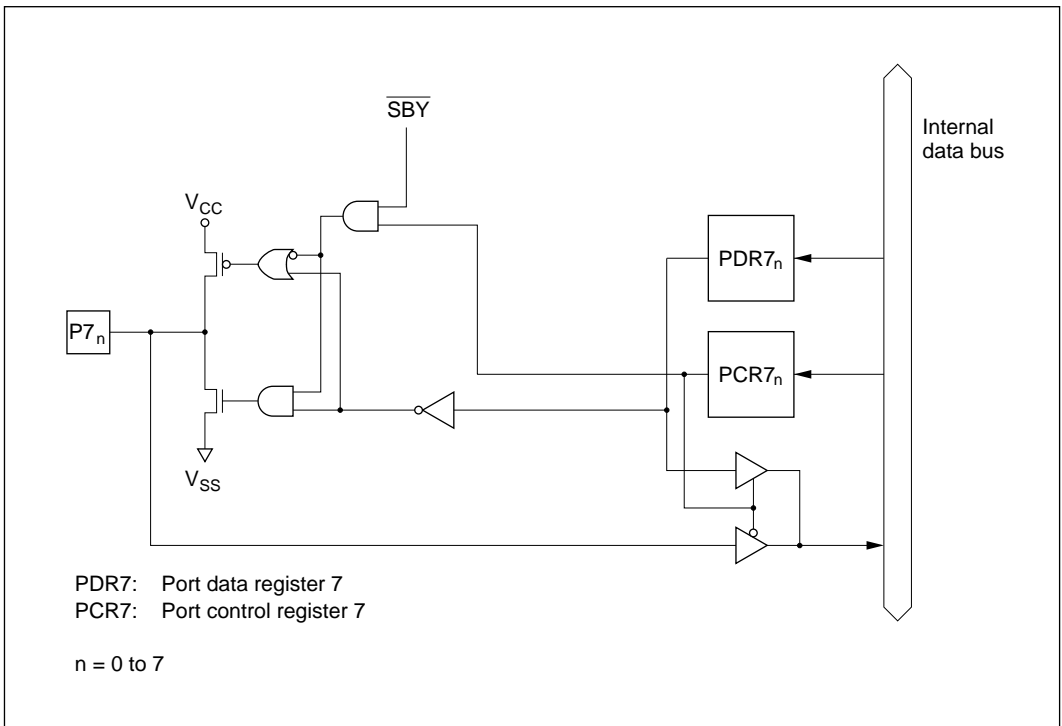 SBY
Internal
data bus
VCC
PDR7n
P7n
PCR7n
VSS
PDR7: Port data register 7
PCR7: Port control register 7
n = 0 to 7